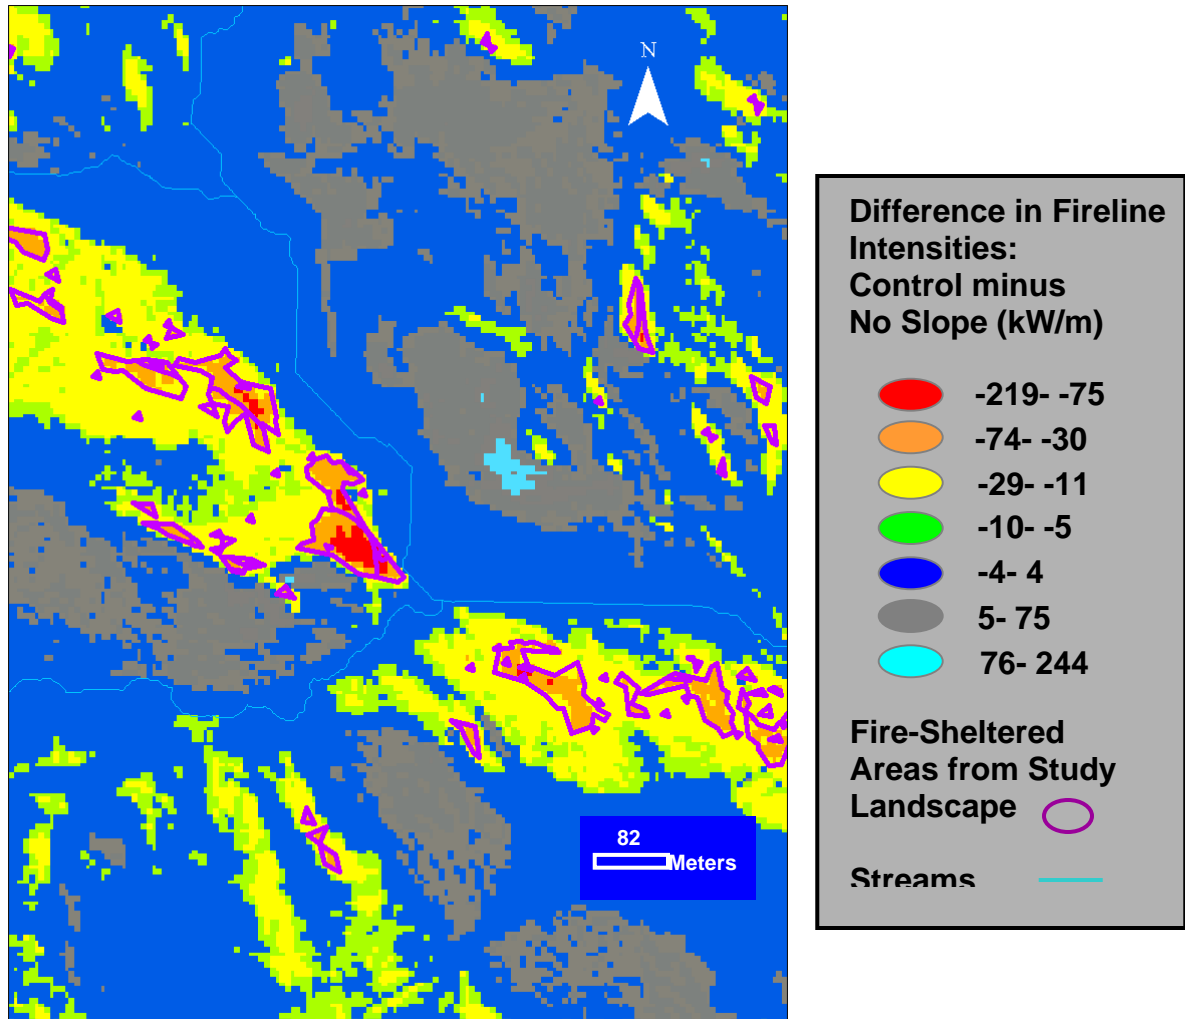 N
82
Meters
Difference in Fireline
Intensities:
Control minus
No Slope (kW/m)
-219- -75
-74- -30
-29- -11
-10- -5
-4- 4
5- 75
76- 244
Fire-Sheltered
Areas from Study
Landscape
Streams